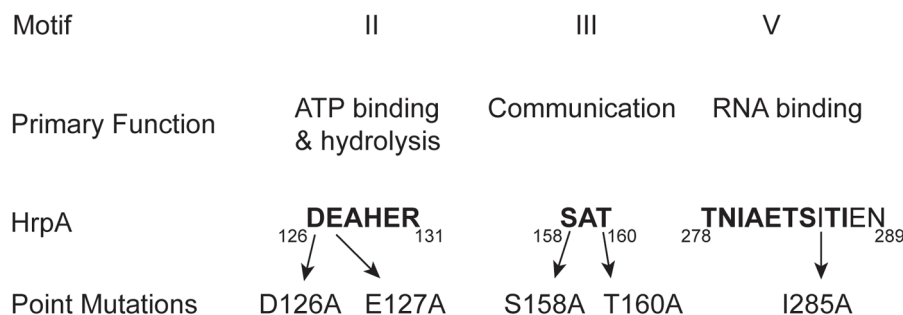 Motif II III V
Primary Function ATP binding & hydrolysis Communication RNA binding
HrpA 126 DEAHER 131 158 SAT 160 278 TNIAETSITIEN 289
Point Mutations D126A E127A S158A T160A I285A